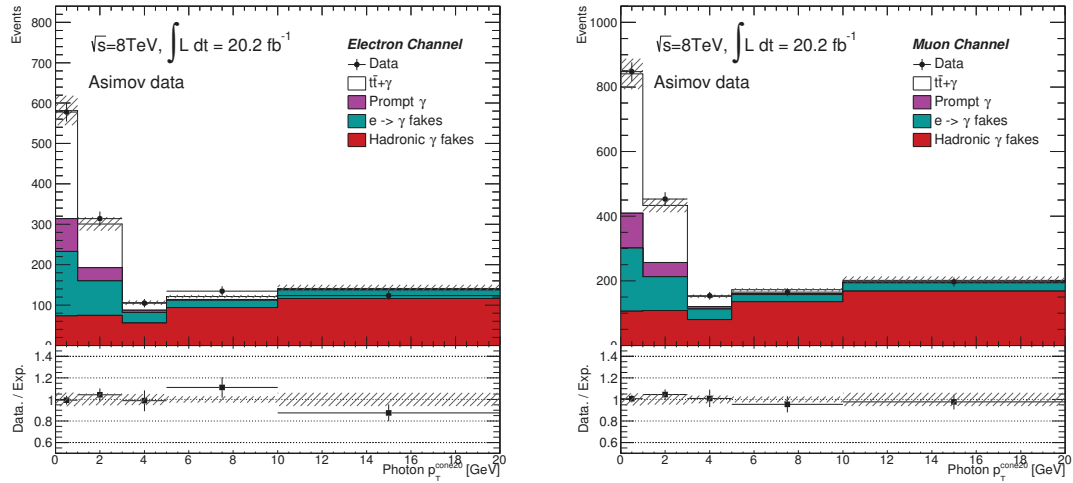 Events
800
700
600
500
400
300
200
100
0
√s=8TeV, ∫L dt = 20.2 fb⁻¹
Asimov data
Electron Channel
Data
tt̄+γ
Prompt γ
e -> γ fakes
Hadronic γ fakes
Data. / Exp.
1.4
1.2
1
0.8
0.6
0 2 4 6 8 10 12 14 16 18 20
Photon p_T^cone20 [GeV]
Events
1000
800
600
400
200
0
√s=8TeV, ∫L dt = 20.2 fb⁻¹
Asimov data
Muon Channel
Data
tt̄+γ
Prompt γ
e -> γ fakes
Hadronic γ fakes
Data. / Exp.
1.4
1.2
1
0.8
0.6
0 2 4 6 8 10 12 14 16 18 20
Photon p_T^cone20 [GeV]